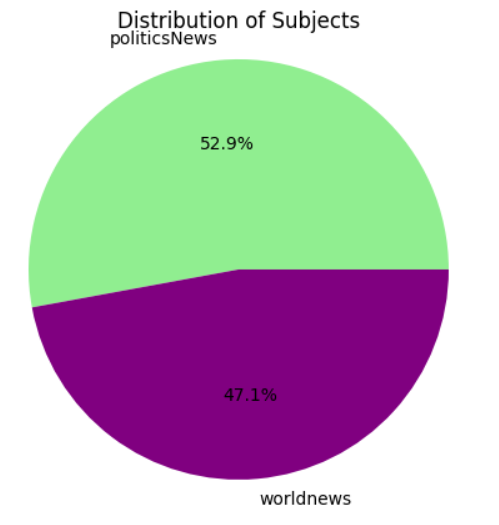 Distribution of Subjects
politicsNews
52.9%
47.1%
worldnews